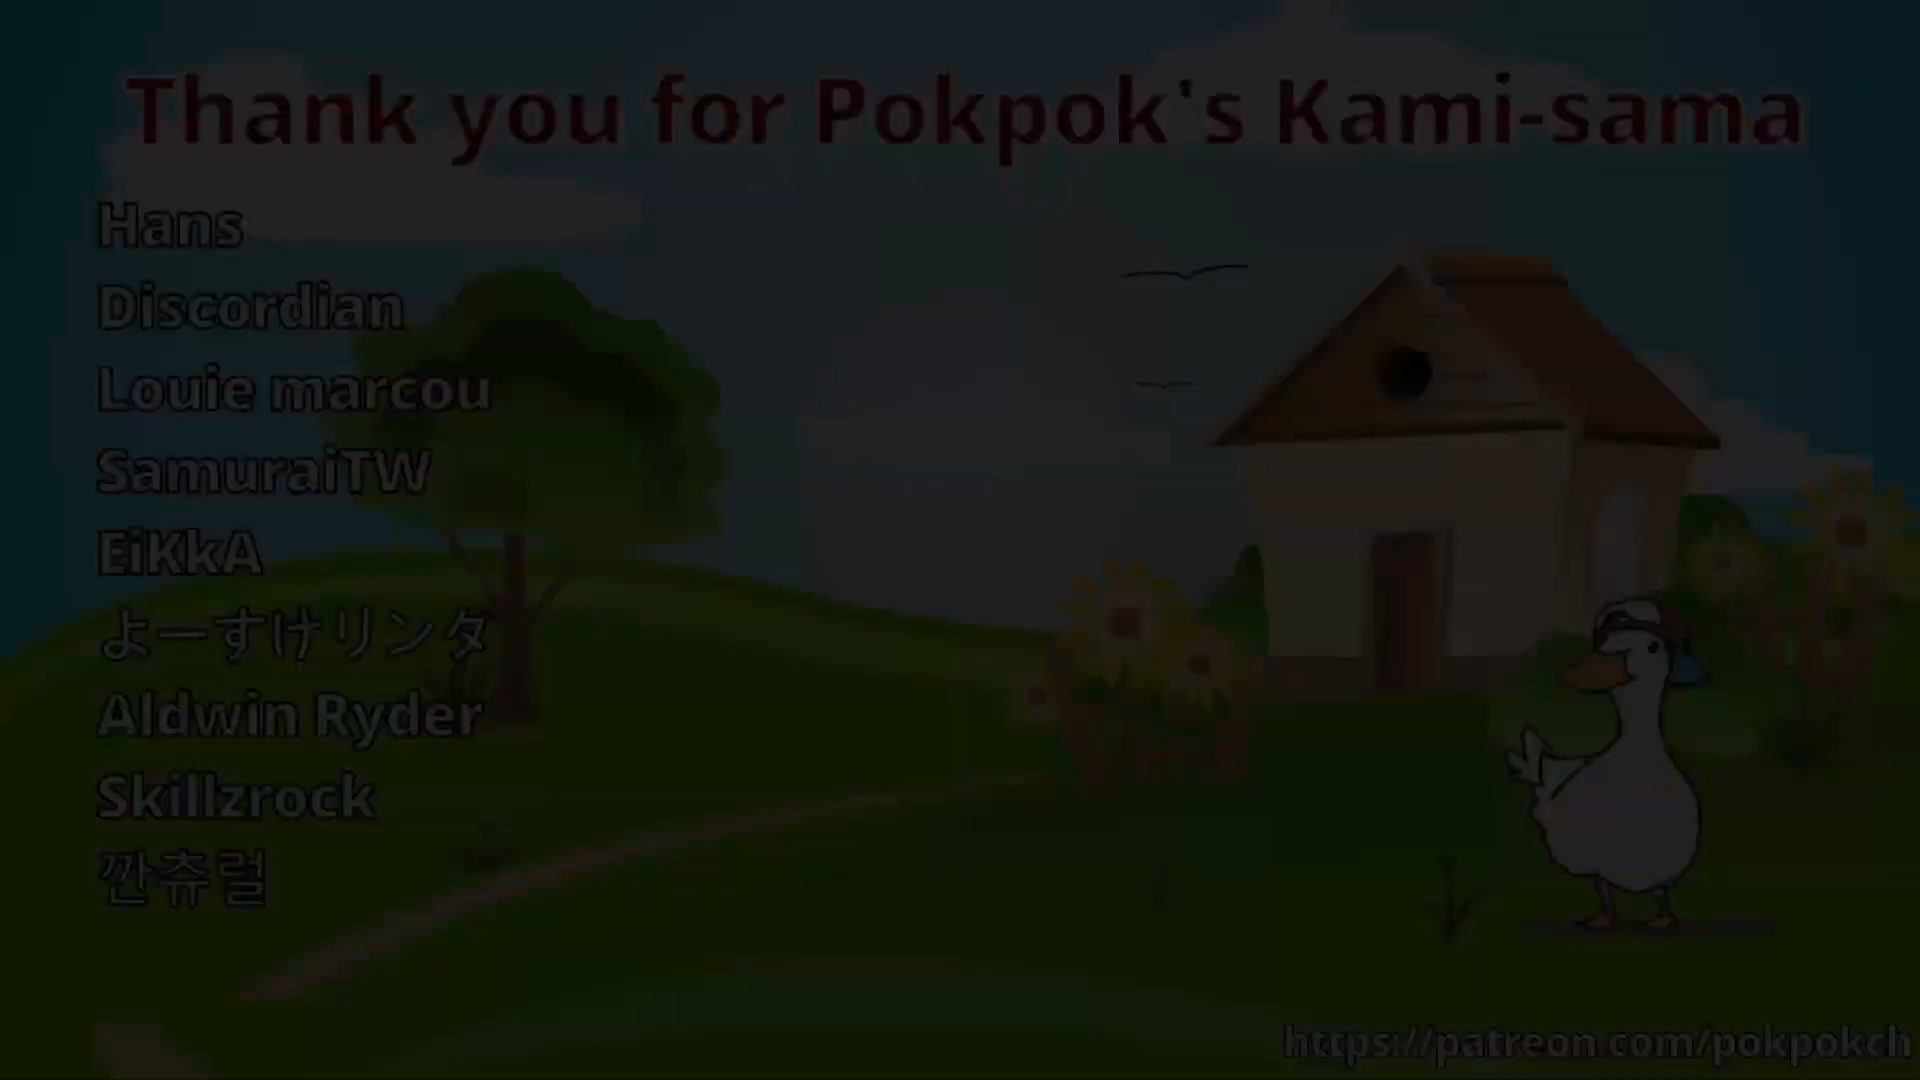 Thank you for Pokpok's Kami-sama
Hans
Discordian
Louie marcou
SamuraiTW
EiKkA
よーすけリンダ
Aldwin Ryder
Skillzrock
깐츄럴
https://patreon.com/pokpokch